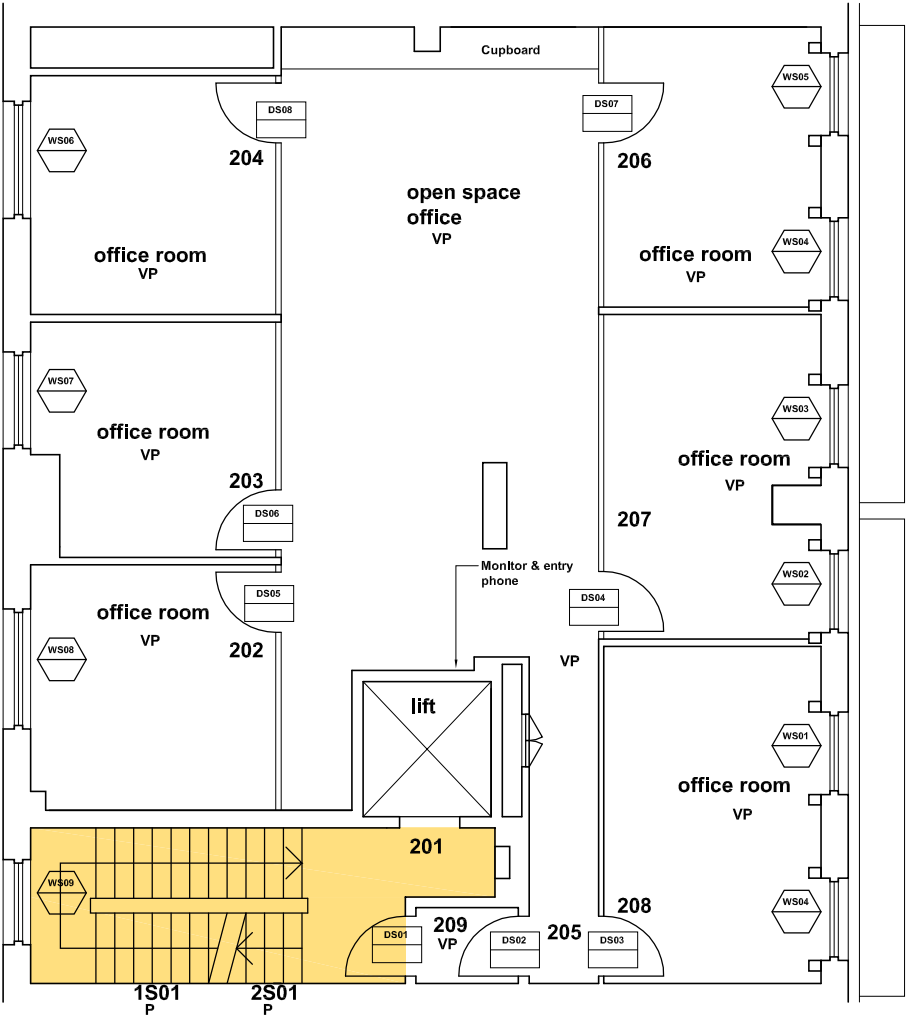 Cupboard
WS05
DS08
DS07
WS06
204
206
open space
office
VP
WS04
office room
VP
office room
VP
WS07
WS03
office room
VP
office room
VP
203
DS06
207
Monitor & entry
phone
WS02
DS05
DS04
office room
VP
202
WS08
VP
lift
WS01
office room
VP
201
WS09
208
WS04
209
VP
205
DS01
DS02
DS03
1S01
P
2S01
P